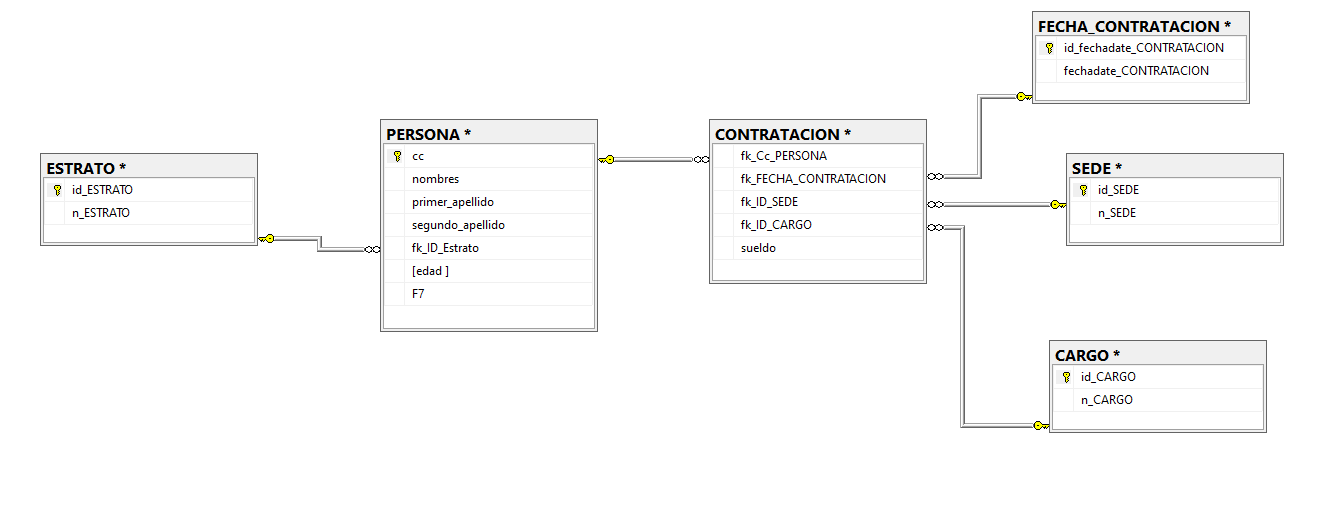 ESTRATO *
id_ESTRATO
n_ESTRATO
PERSONA *
cc
nombres
primer_apellido
segundo_apellido
fk_ID_Estrato
[edad ]
F7
CONTRATACION *
fk_Cc_PERSONA
fk_FECHA_CONTRATACION
fk_ID_SEDE
fk_ID_CARGO
sueldo
FECHA_CONTRATACION *
id_fechadate_CONTRATACION
fechadate_CONTRATACION
SEDE *
id_SEDE
n_SEDE
CARGO *
id_CARGO
n_CARGO